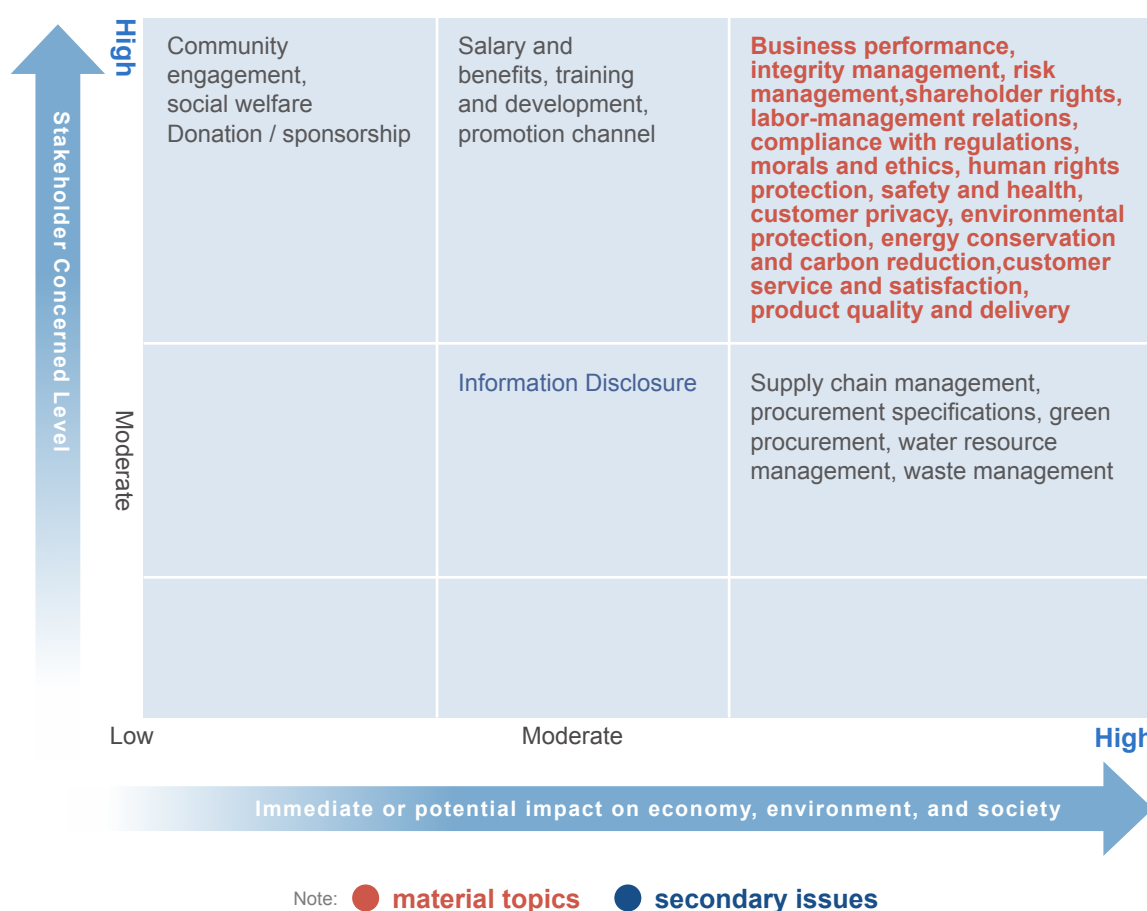 High
Stakeholder Concerned Level
Moderate
Community
engagement,
social welfare
Donation / sponsorship
Salary and
benefits, training
and development,
promotion channel
Business performance,
integrity management, risk
management,shareholder rights,
labor-management relations,
compliance with regulations,
morals and ethics, human rights
protection, safety and health,
customer privacy, environmental
protection, energy conservation
and carbon reduction,customer
service and satisfaction,
product quality and delivery
Information Disclosure
Supply chain management,
procurement specifications, green
procurement, water resource
management, waste management
Low
Moderate
High
Immediate or potential impact on economy, environment, and society
Note: material topics secondary issues